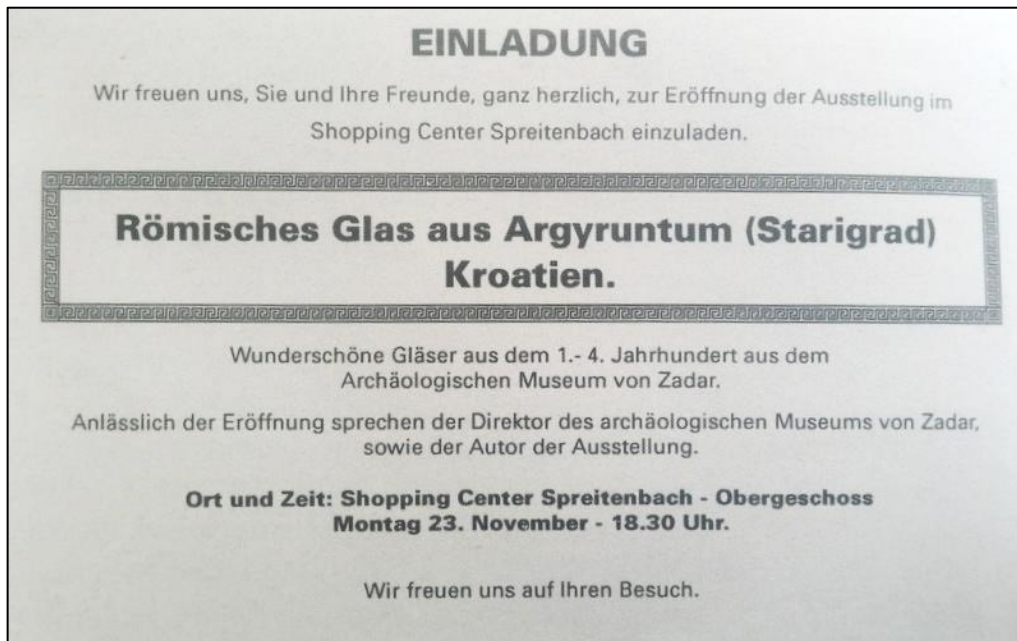 EINLADUNG
Wir freuen uns, Sie und Ihre Freunde, ganz herzlich, zur Eröffnung der Ausstellung im
Shopping Center Spreitenbach einzuladen.
Römisches Glas aus Argyruntum (Starigrad)
Kroatien.
Wunderschöne Gläser aus dem 1.- 4. Jahrhundert aus dem
Archäologischen Museum von Zadar.
Anlässlich der Eröffnung sprechen der Direktor des archäologischen Museums von Zadar,
sowie der Autor der Ausstellung.
Ort und Zeit: Shopping Center Spreitenbach - Obergeschoss
Montag 23. November - 18.30 Uhr.
Wir freuen uns auf Ihren Besuch.